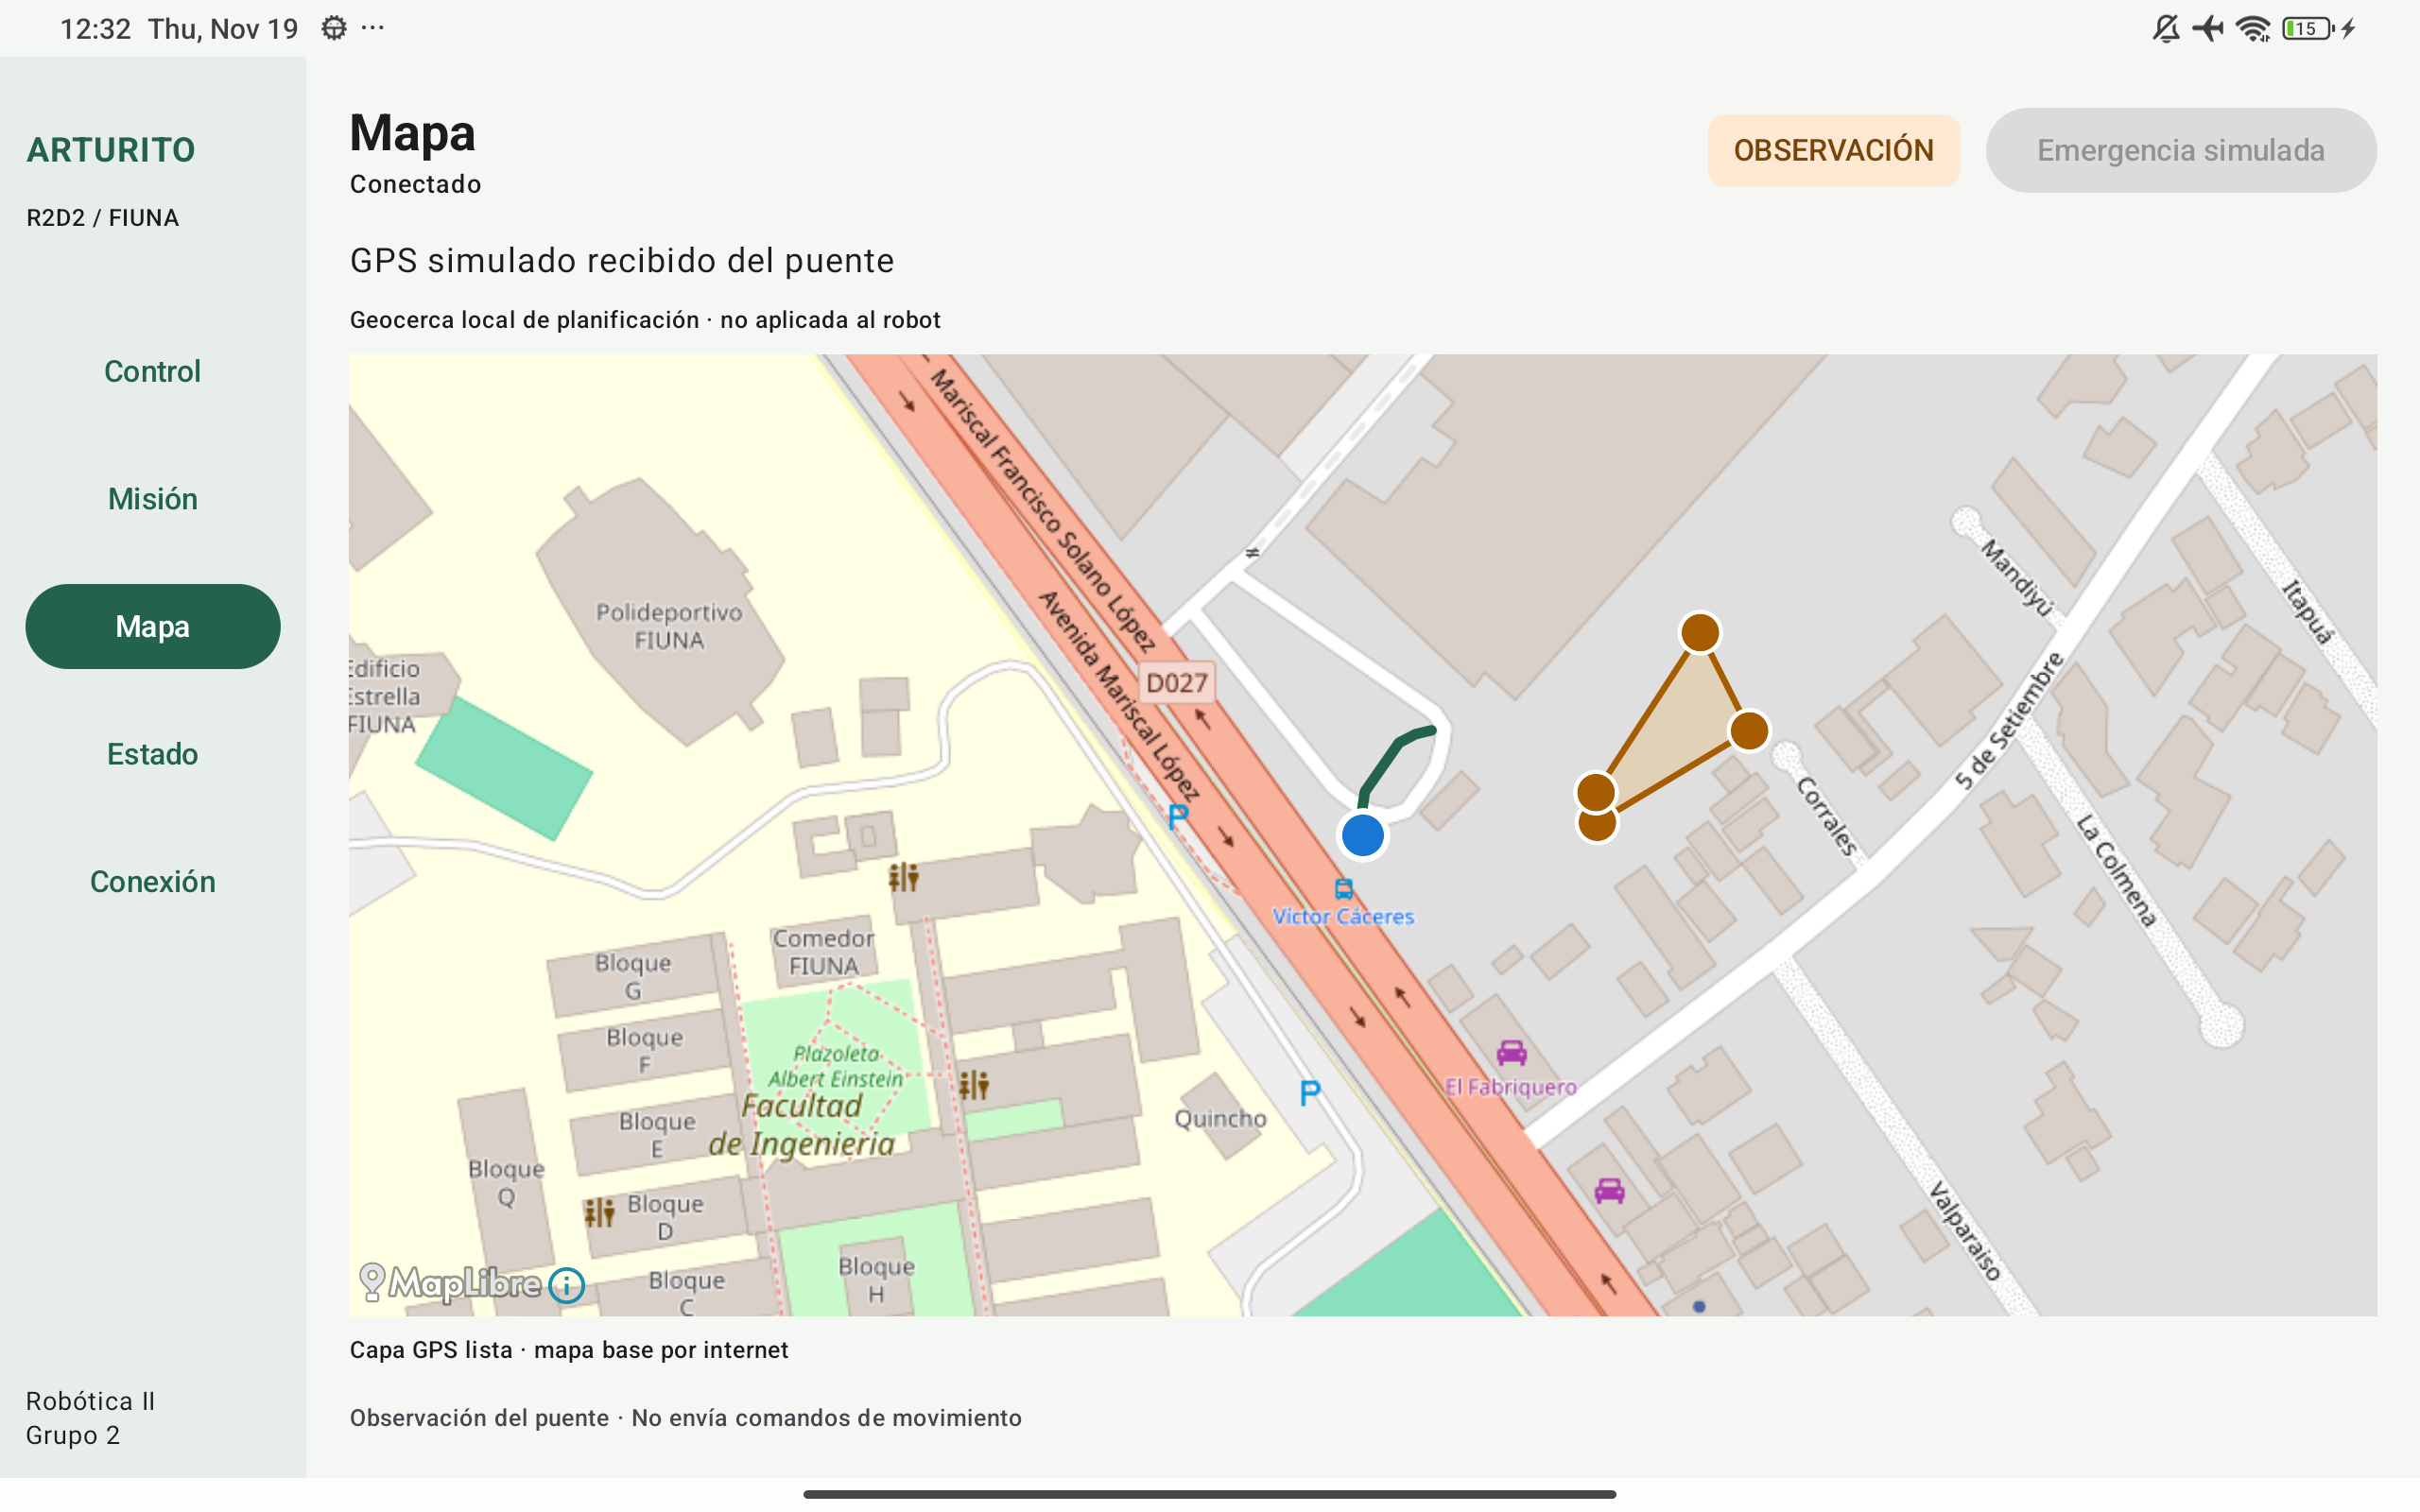 12:32 Thu, Nov 19 ...
15
ARTURITO
R2D2 / FIUNA
Control
Misión
Mapa
Estado
Conexión
Robótica II
Grupo 2
Mapa
Conectado
OBSERVACIÓN
Emergencia simulada
GPS simulado recibido del puente
Geocerca local de planificación · no aplicada al robot
Mariscal Francisco Solano López
Avenida Mariscal López
D027
Polideportivo
FIUNA
Edificio
Estrella
FIUNA
Mandiyú
Itapuá
5 de Setiembre
Corrales
La Colmena
P
Victor Cáceres
Comedor
FIUNA
Bloque
G
Bloque
F
Plazoleta
Albert Einstein
Facultad
de Ingenieria
Bloque
E
Bloque
Q
Bloque
D
Bloque
C
Bloque
H
Quincho
P
El Fabriquero
Valparaiso
MapLibre
Capa GPS lista · mapa base por internet
Observación del puente · No envía comandos de movimiento